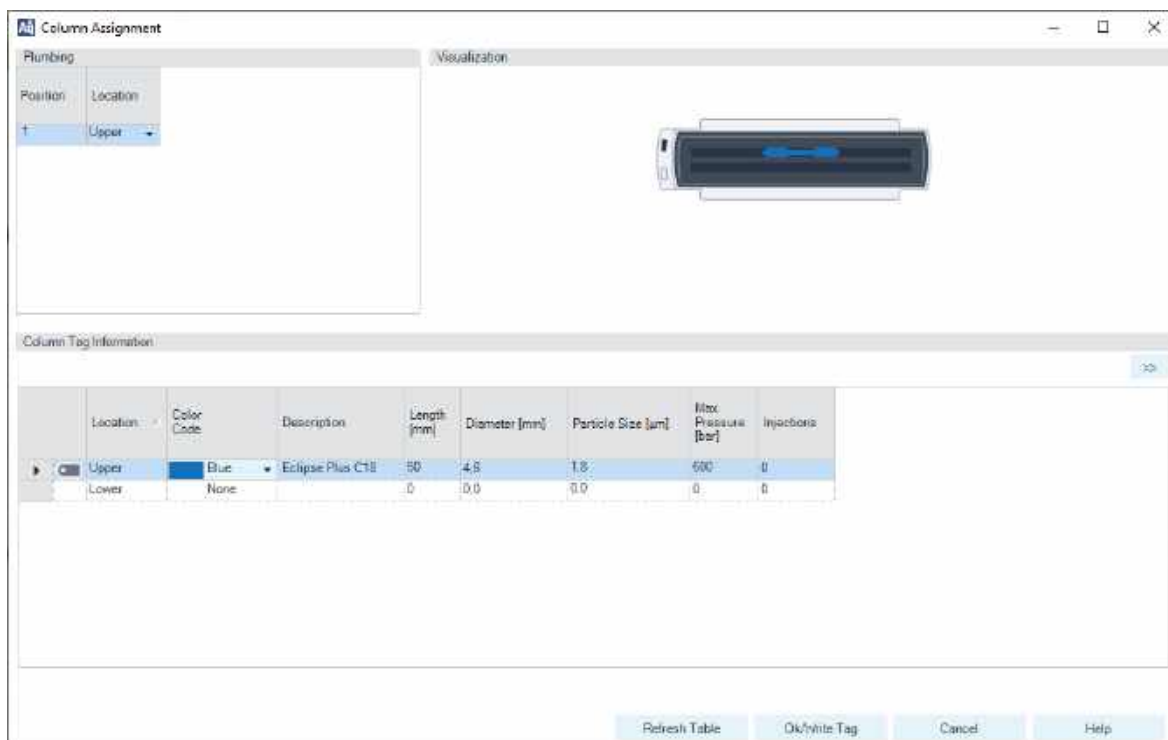 Column Assignment
Plumbing
Visualization
Position Location
1 Upper
Column Tag Information
>>
Location Color Code Description Length [mm] Diameter [mm] Particle Size [µm] Max Pressure [bar] Injections
Upper Blue Eclipse Plus C18 50 4.6 1.8 600 0
Lower None 0 0.0 0.0 0 0
Refresh Table Ok/Write Tag Cancel Help